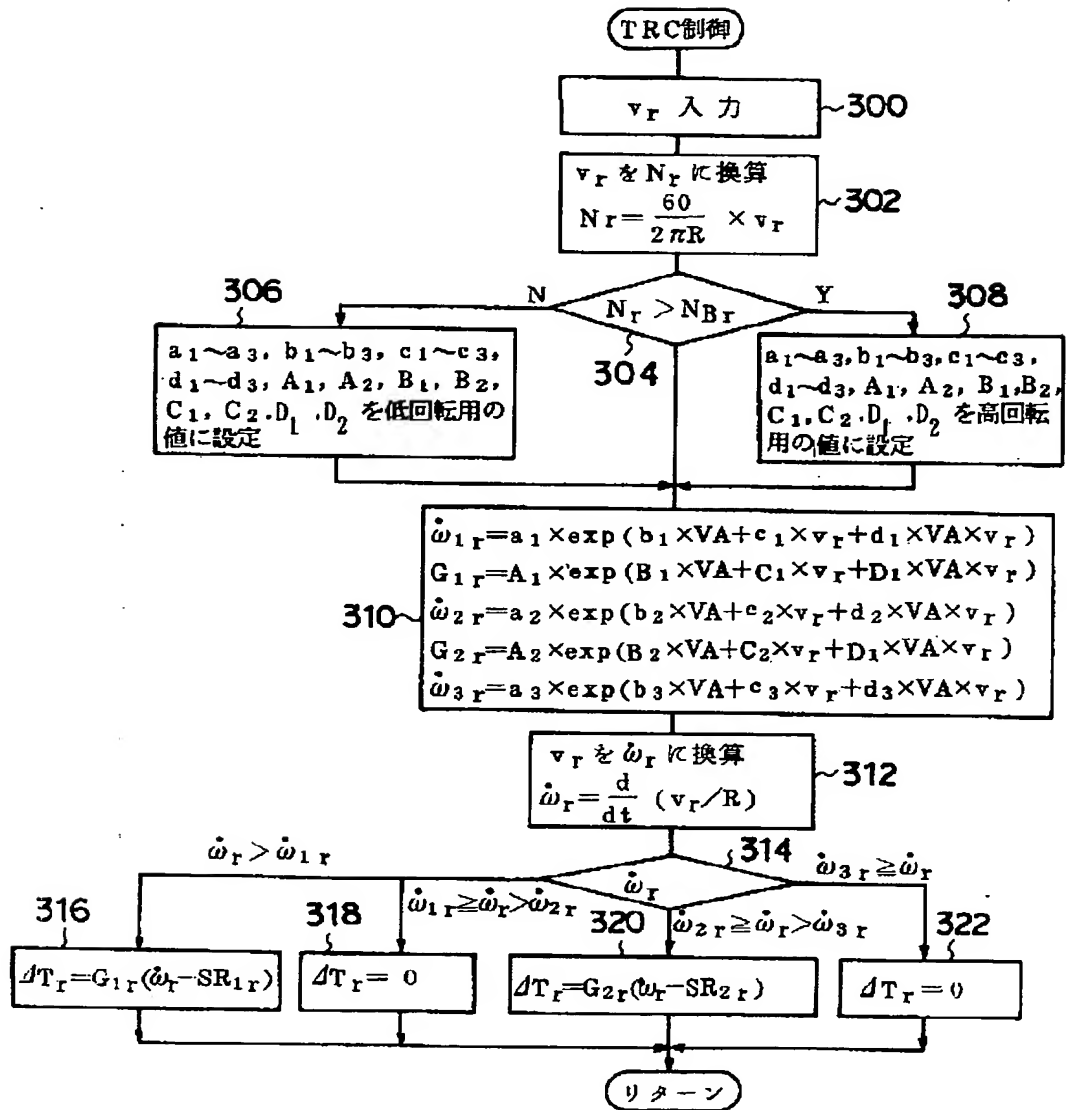 TRC制御
vr 入力
300
vr を Nr に換算
Nr=60/2πR × vr
302
306
N
Nr>NBr
Y
308
304
a1~a3, b1~b3, c1~c3,
d1~d3, A1, A2, B1, B2,
C1, C2.D1.D2 を低回転用の
値に設定
a1~a3,b1~b3,c1~c3,
d1~d3, A1, A2, B1,B2,
C1,C2.D1.D2 を高回転
用の値に設定
310
ω̇1r=a1×exp(b1×VA+c1×vr+d1×VA×vr)
G1r=A1×exp(B1×VA+C1×vr+D1×VA×vr)
ω̇2r=a2×exp(b2×VA+c2×vr+d2×VA×vr)
G2r=A2×exp(B2×VA+C2×vr+D1×VA×vr)
ω̇3r=a3×exp(b3×VA+c3×vr+d3×VA×vr)
vr を ω̇r に換算
ω̇r=d/dt (vr/R)
312
ω̇r>ω̇1r
314
ω̇r
ω̇3r≧ω̇r
ω̇1r≧ω̇r>ω̇2r
ω̇2r≧ω̇r>ω̇3r
316
318
320
322
ΔTr=G1r(ω̇r-SR1r)
ΔTr=0
ΔTr=G2r(ω̇r-SR2r)
ΔTr=0
リターン